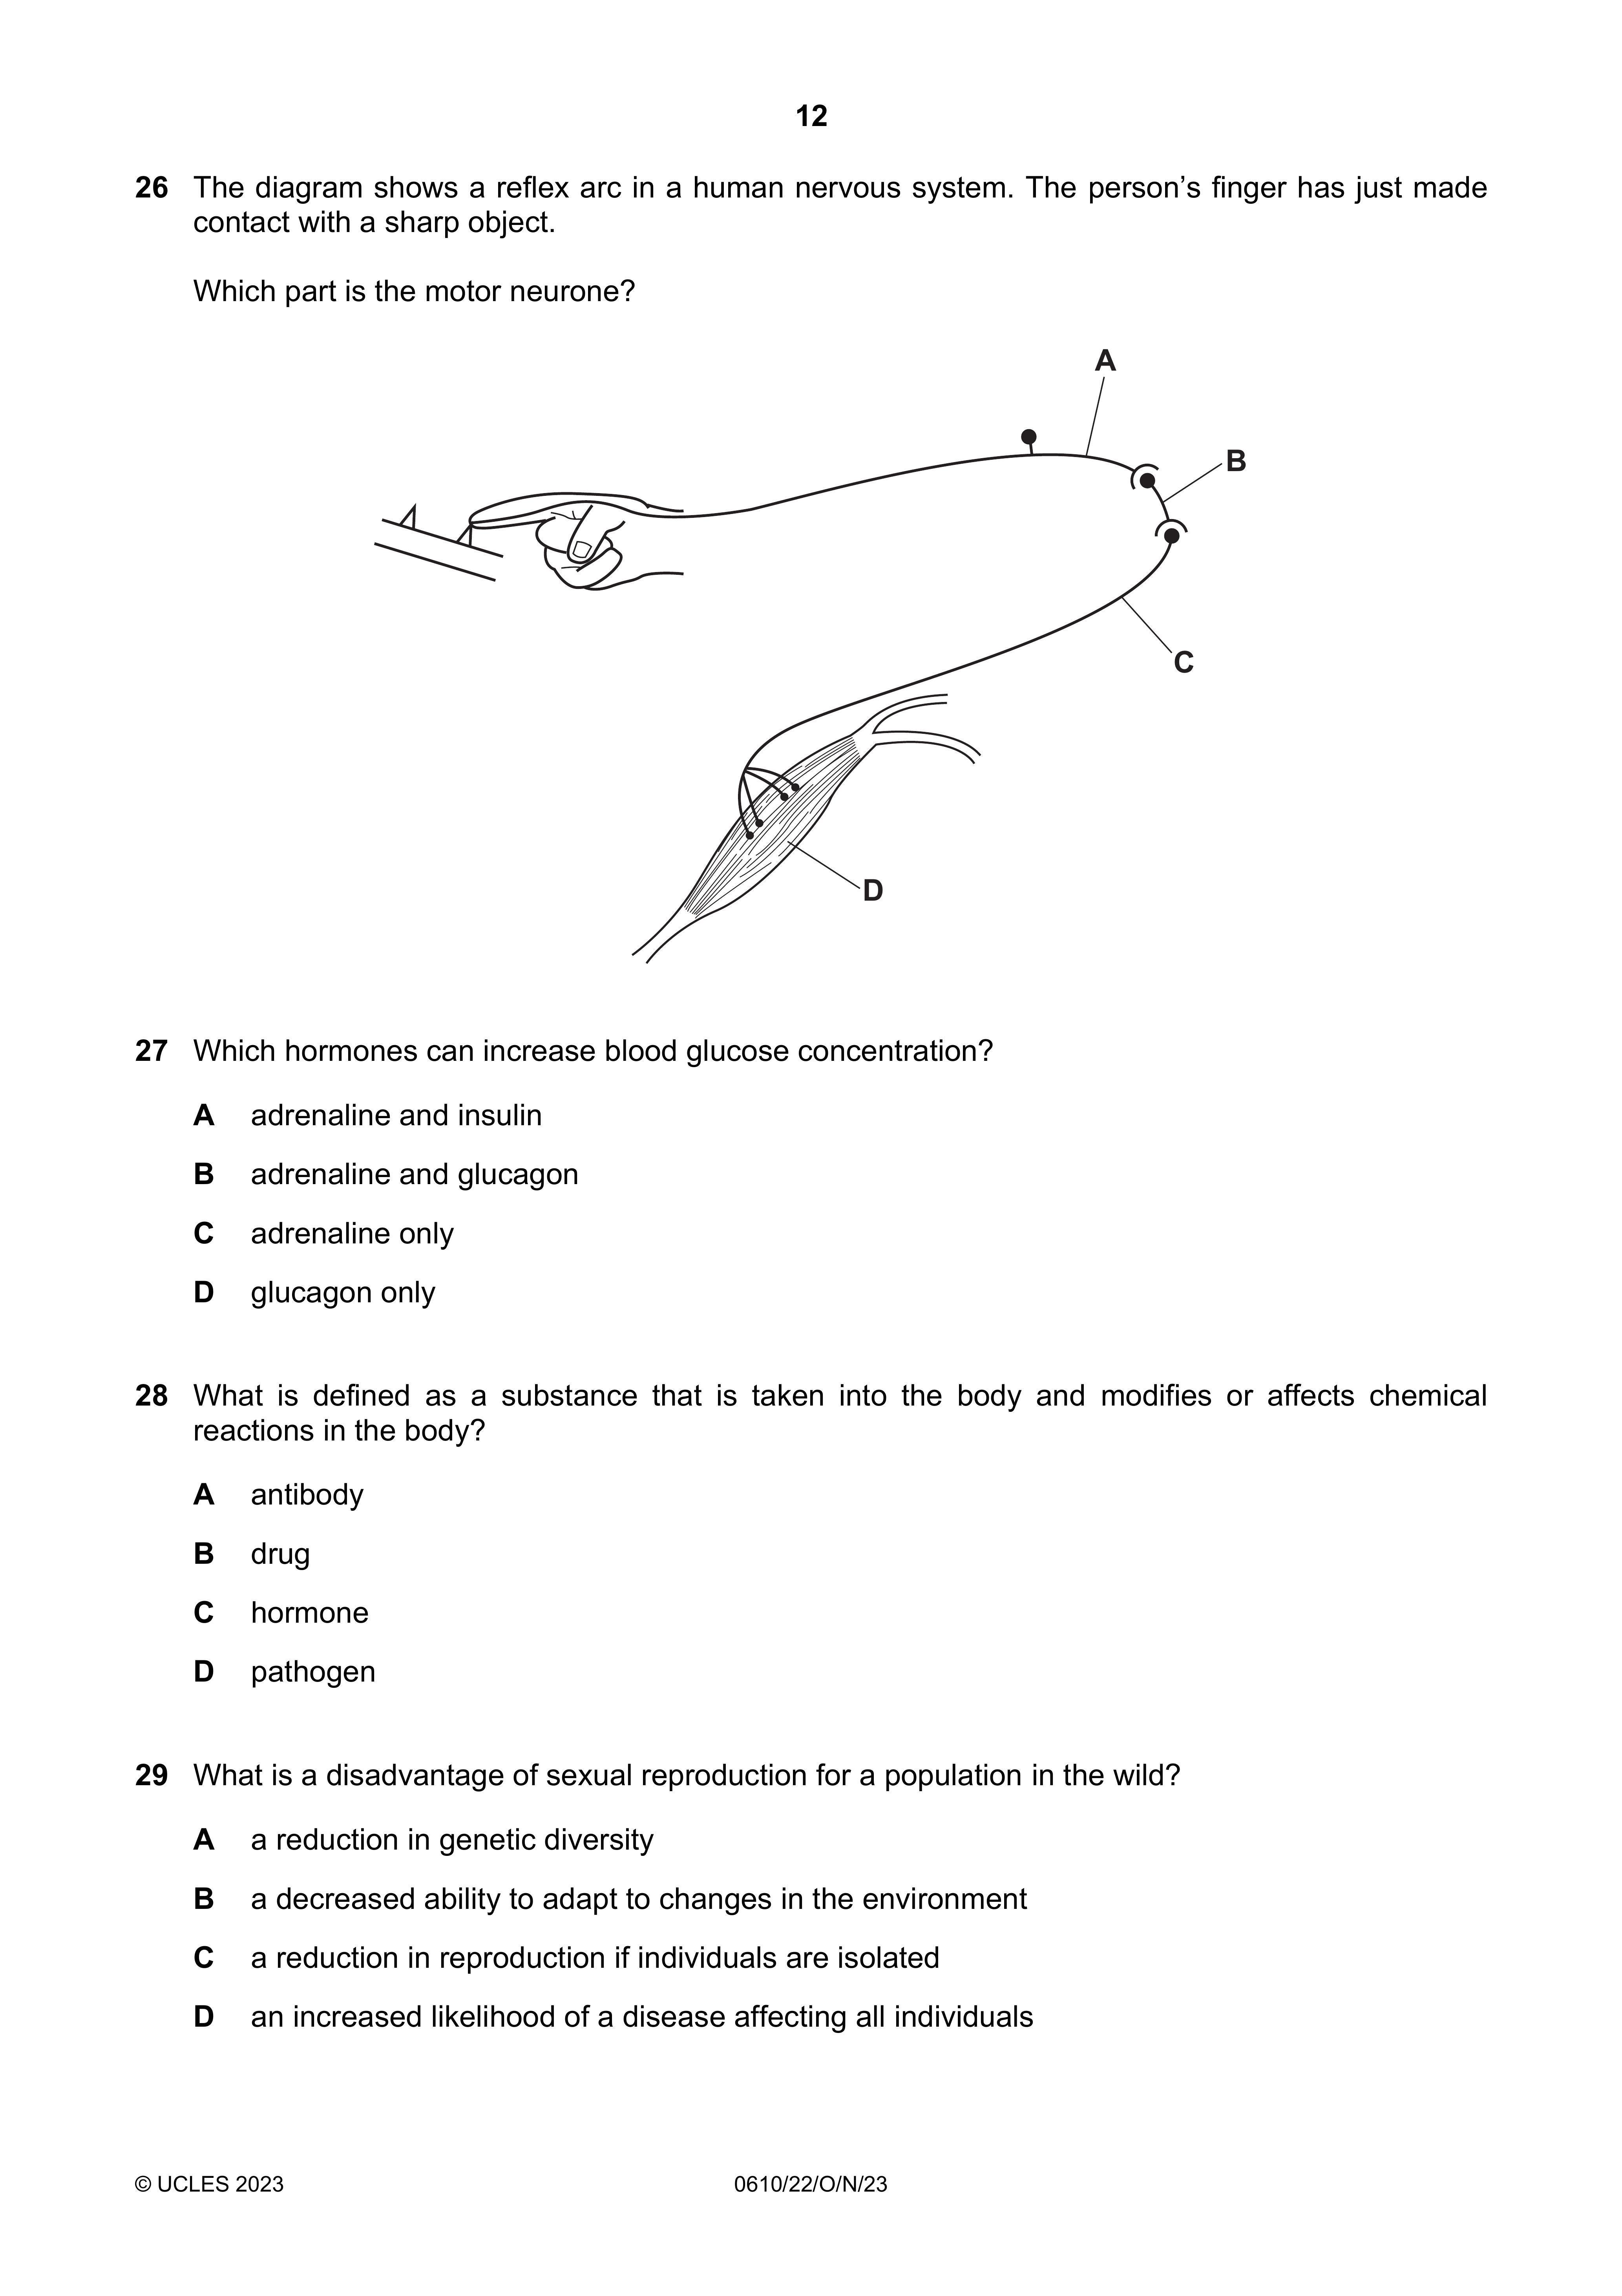 12
26 The diagram shows a reflex arc in a human nervous system. The person's finger has just made
contact with a sharp object.
Which part is the motor neurone?
A
B
C
D
27 Which hormones can increase blood glucose concentration?
A adrenaline and insulin
B adrenaline and glucagon
C adrenaline only
D glucagon only
28 What is defined as a substance that is taken into the body and modifies or affects chemical
reactions in the body?
A antibody
B drug
C hormone
D pathogen
29 What is a disadvantage of sexual reproduction for a population in the wild?
A a reduction in genetic diversity
B a decreased ability to adapt to changes in the environment
C a reduction in reproduction if individuals are isolated
D an increased likelihood of a disease affecting all individuals
© UCLES 2023 0610/22/O/N/23